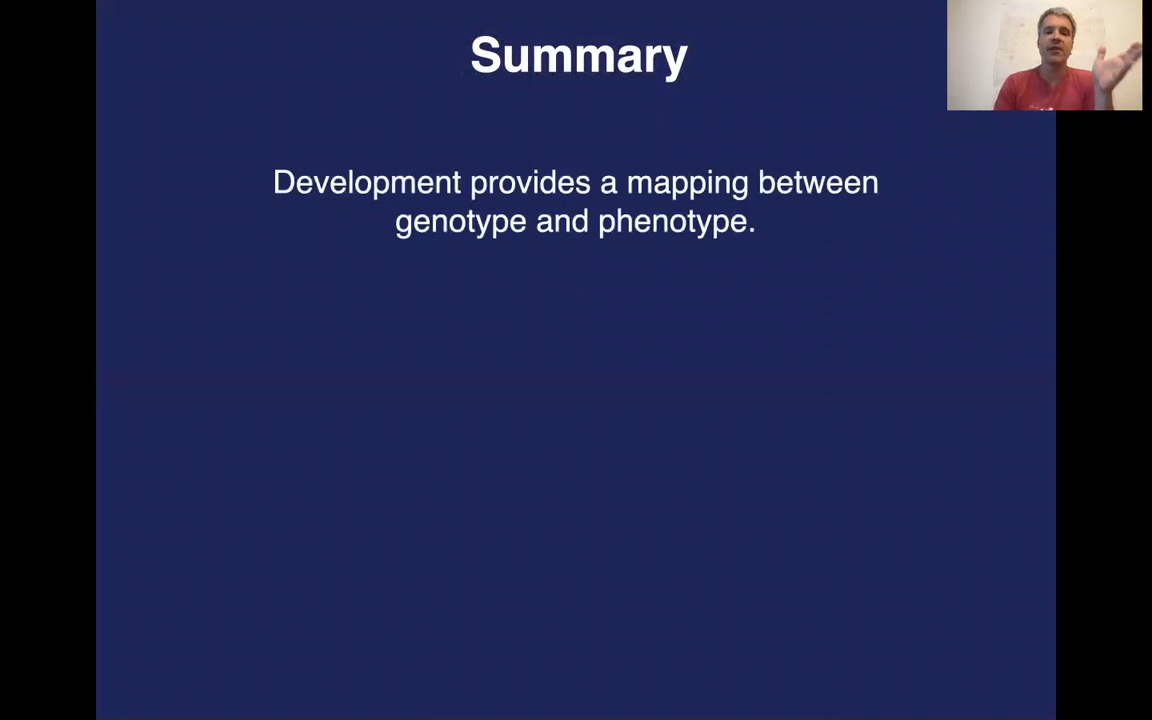 Summary
Development provides a mapping between
genotype and phenotype.